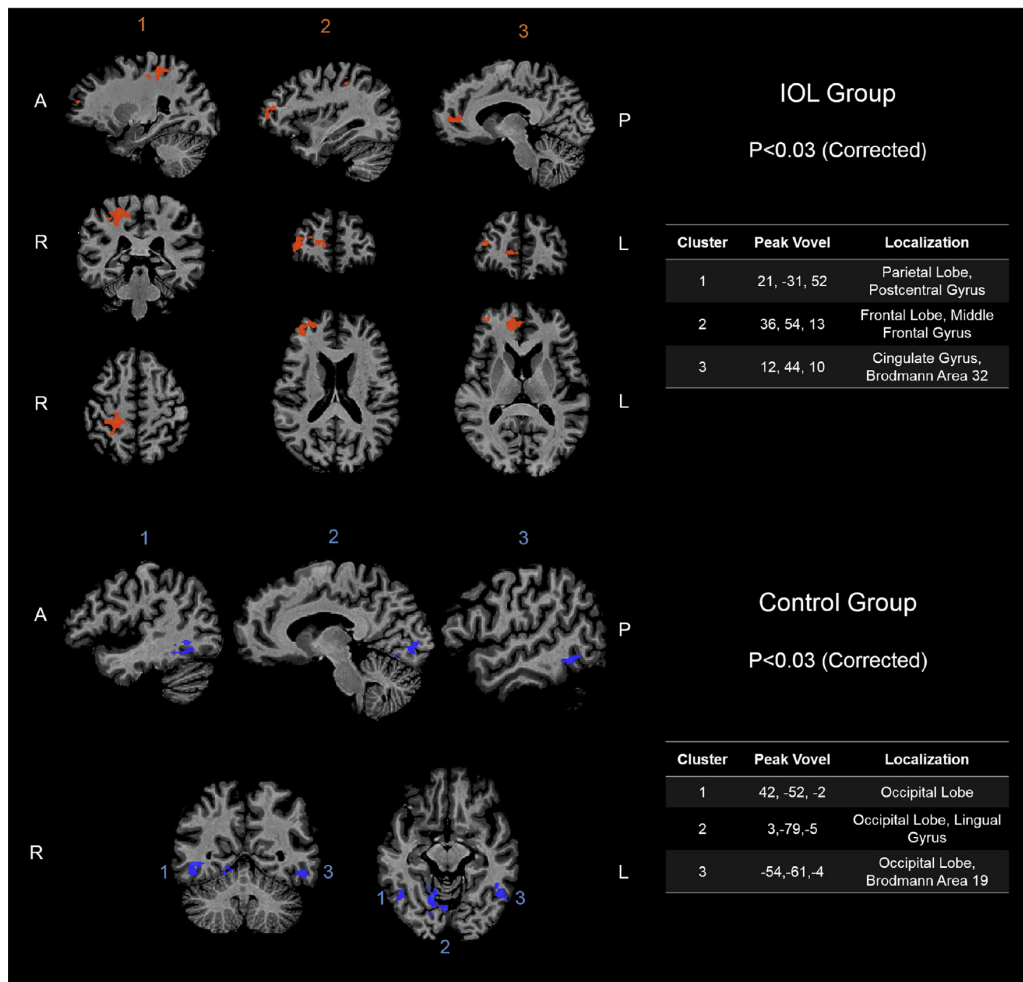 1 2 3
A P
IOL Group
P<0.03 (Corrected)
R L
Cluster Peak Vovel Localization
1 21, -31, 52 Parietal Lobe,
Postcentral Gyrus
2 36, 54, 13 Frontal Lobe, Middle
Frontal Gyrus
3 12, 44, 10 Cingulate Gyrus,
Brodmann Area 32
R L
1 2 3
A P
Control Group
P<0.03 (Corrected)
Cluster Peak Vovel Localization
1 42, -52, -2 Occipital Lobe
2 3,-79,-5 Occipital Lobe, Lingual
Gyrus
3 -54,-61,-4 Occipital Lobe,
Brodmann Area 19
R L
1 3
1 3
2